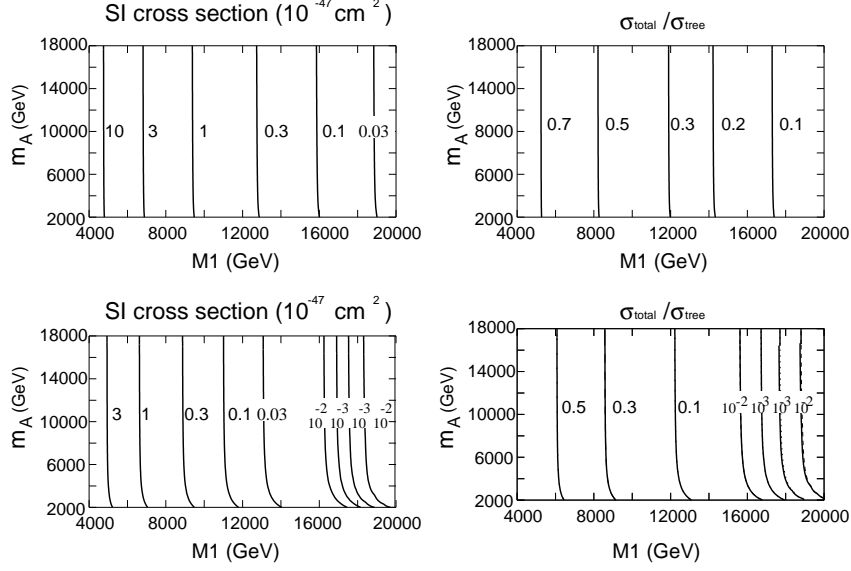 SI cross section (10^-47 cm^2)
18000
14000
10000
6000
2000
m_A (GeV)
10 3 1 0.3 0.1 0.03
4000 8000 12000 16000 20000
M1 (GeV)
σtotal /σtree
18000
14000
8000
4000
2000
m_A (GeV)
0.7 0.5 0.3 0.2 0.1
4000 8000 12000 16000 20000
M1 (GeV)
SI cross section (10^-47 cm^2)
18000
14000
10000
6000
2000
m_A (GeV)
3 1 0.3 0.1 0.03 10^-2 10^-3 10^-3 10^-2
4000 8000 12000 16000 20000
M1 (GeV)
σtotal /σtree
18000
14000
10000
6000
2000
m_A (GeV)
0.5 0.3 0.1 10^-2 10^-3 10^3 10^2
4000 8000 12000 16000 20000
M1 (GeV)